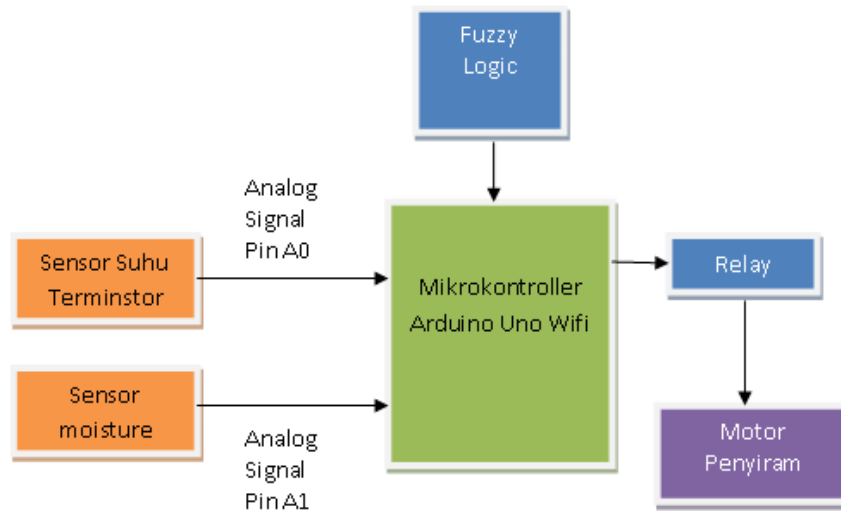 Fuzzy
Logic
Analog
Signal
Pin A0
Sensor Suhu
Terminstor
Mikrokontroller
Arduino Uno Wifi
Relay
Sensor
moisture
Analog
Signal
Pin A1
Motor
Penyiram